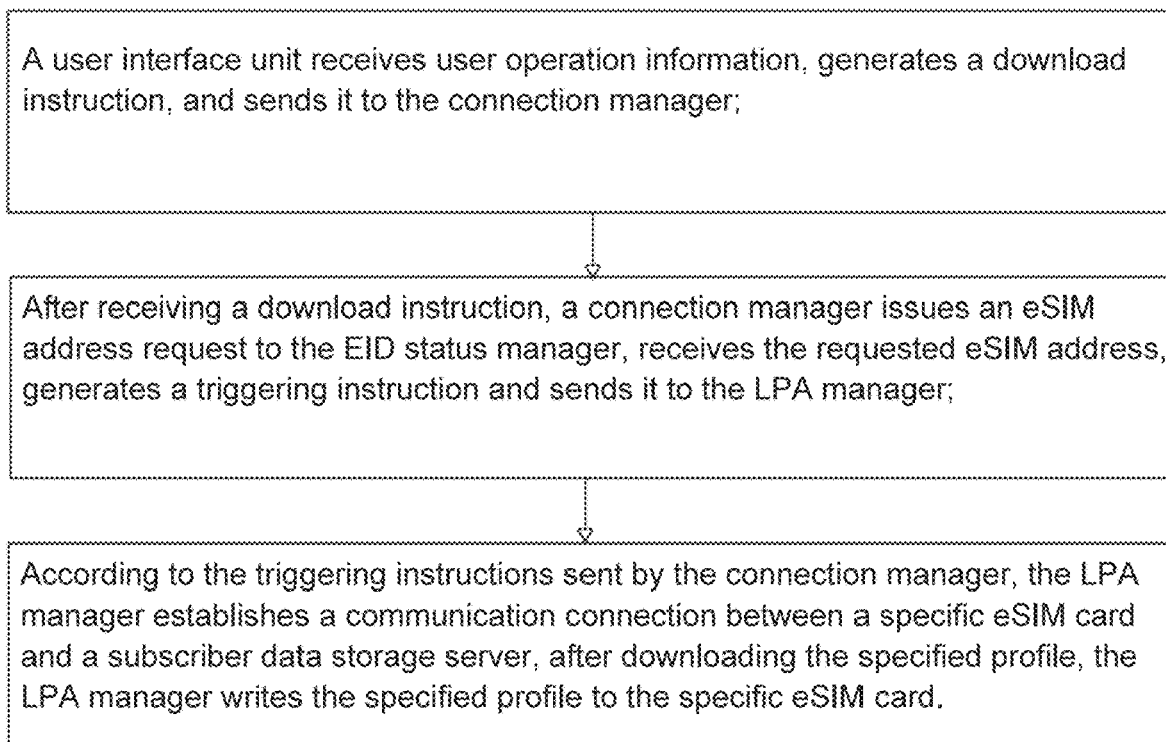 A user interface unit receives user operation information, generates a download
instruction, and sends it to the connection manager;
After receiving a download instruction, a connection manager issues an eSIM
address request to the EID status manager, receives the requested eSIM address,
generates a triggering instruction and sends it to the LPA manager;
According to the triggering instructions sent by the connection manager, the LPA
manager establishes a communication connection between a specific eSIM card
and a subscriber data storage server, after downloading the specified profile, the
LPA manager writes the specified profile to the specific eSIM card.